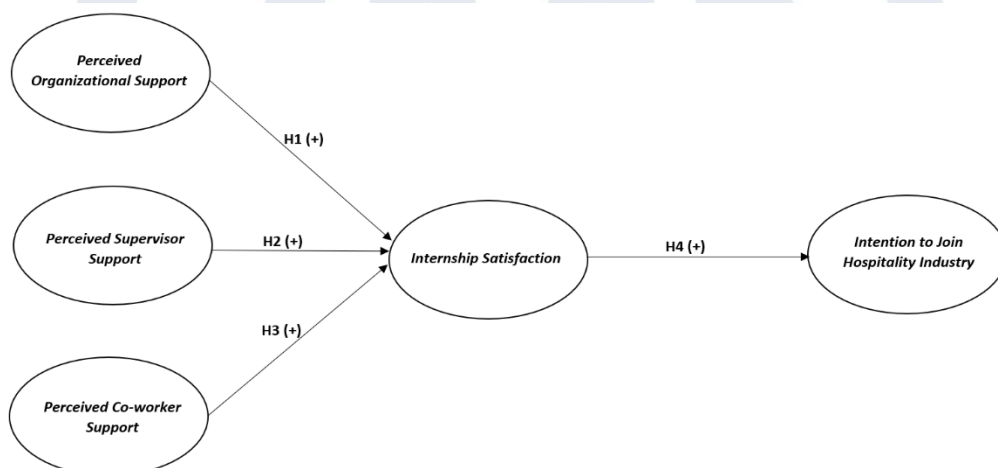 Perceived
Organizational Support
H1 (+)
Perceived Supervisor
Support
H2 (+)
Internship Satisfaction
H4 (+)
Intention to Join
Hospitality Industry
H3 (+)
Perceived Co-worker
Support